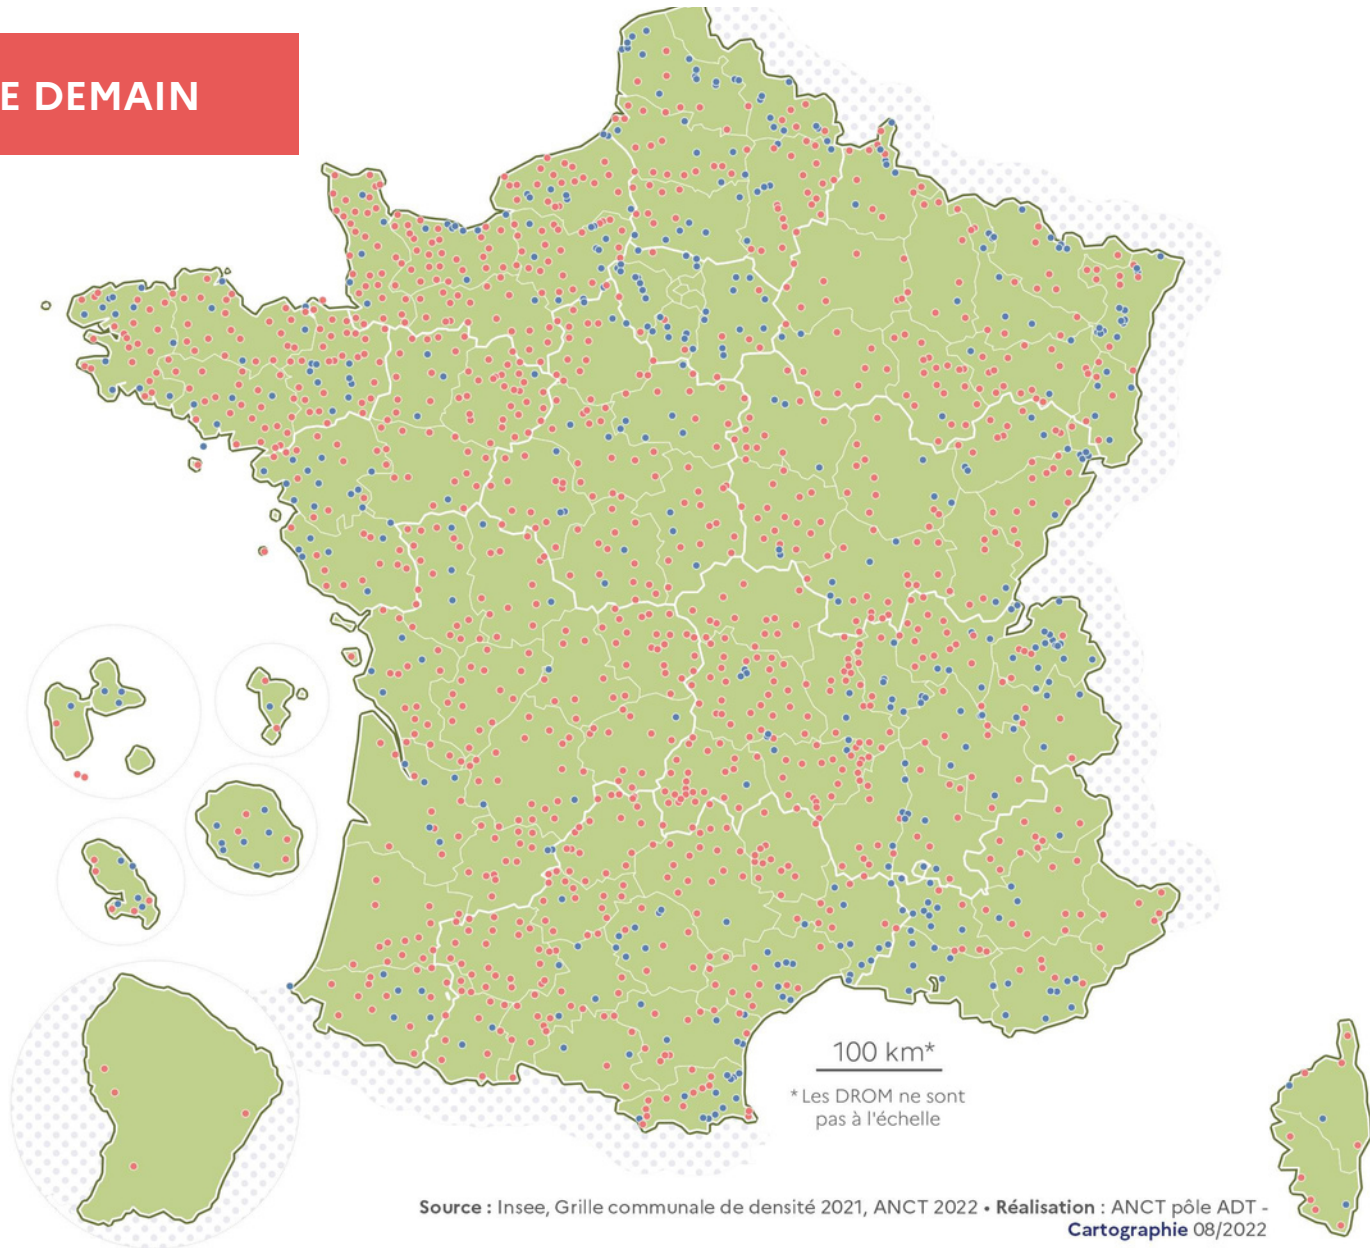 E DEMAIN
100 km*
* Les DROM ne sont
pas à l'échelle
Source : Insee, Grille communale de densité 2021, ANCT 2022 • Réalisation : ANCT pôle ADT -
Cartographie 08/2022